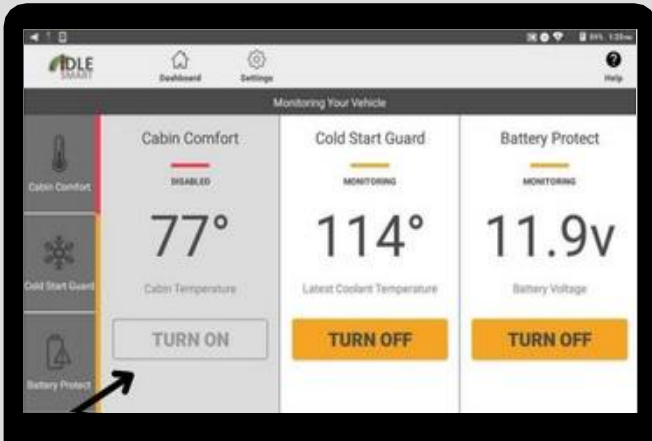 IDLE
SMART
Dashboard
Settings
Help
Monitoring Your Vehicle
Cabin Comfort
Cold Start Guard
Battery Protect
Cabin Comfort
DISABLED
77°
Cabin Temperature
TURN ON
Cold Start Guard
MONITORING
114°
Latest Coolant Temperature
TURN OFF
Battery Protect
MONITORING
11.9v
Battery Voltage
TURN OFF